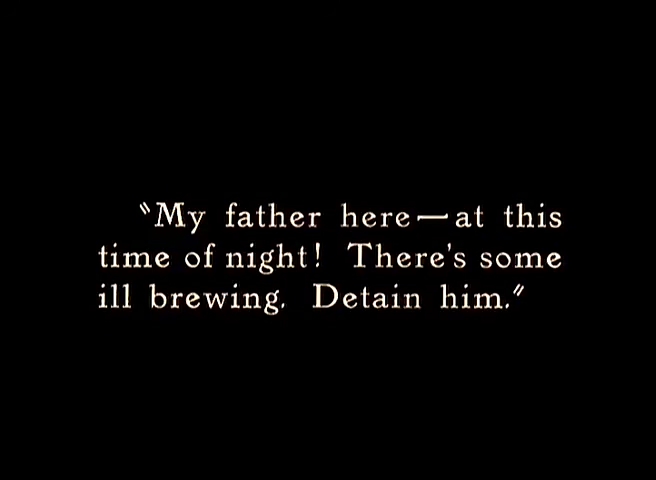 "My father here—at this
time of night! There's some
ill brewing. Detain him."